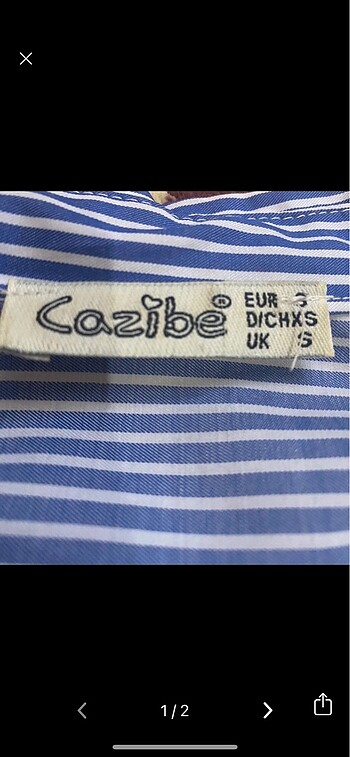 Cazibe®
EUR S
D/CH XS
UK S
1/2